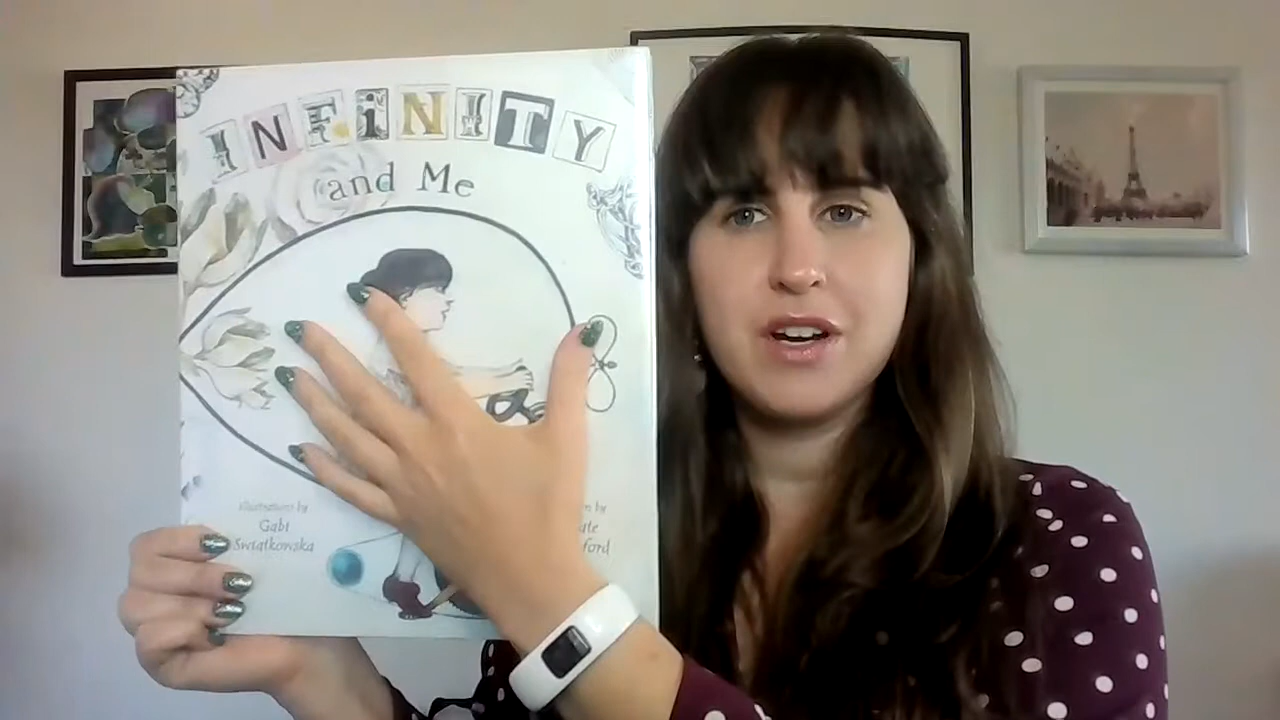 INFINITY
and Me
illustrations by
Gabi
Swiatkowska